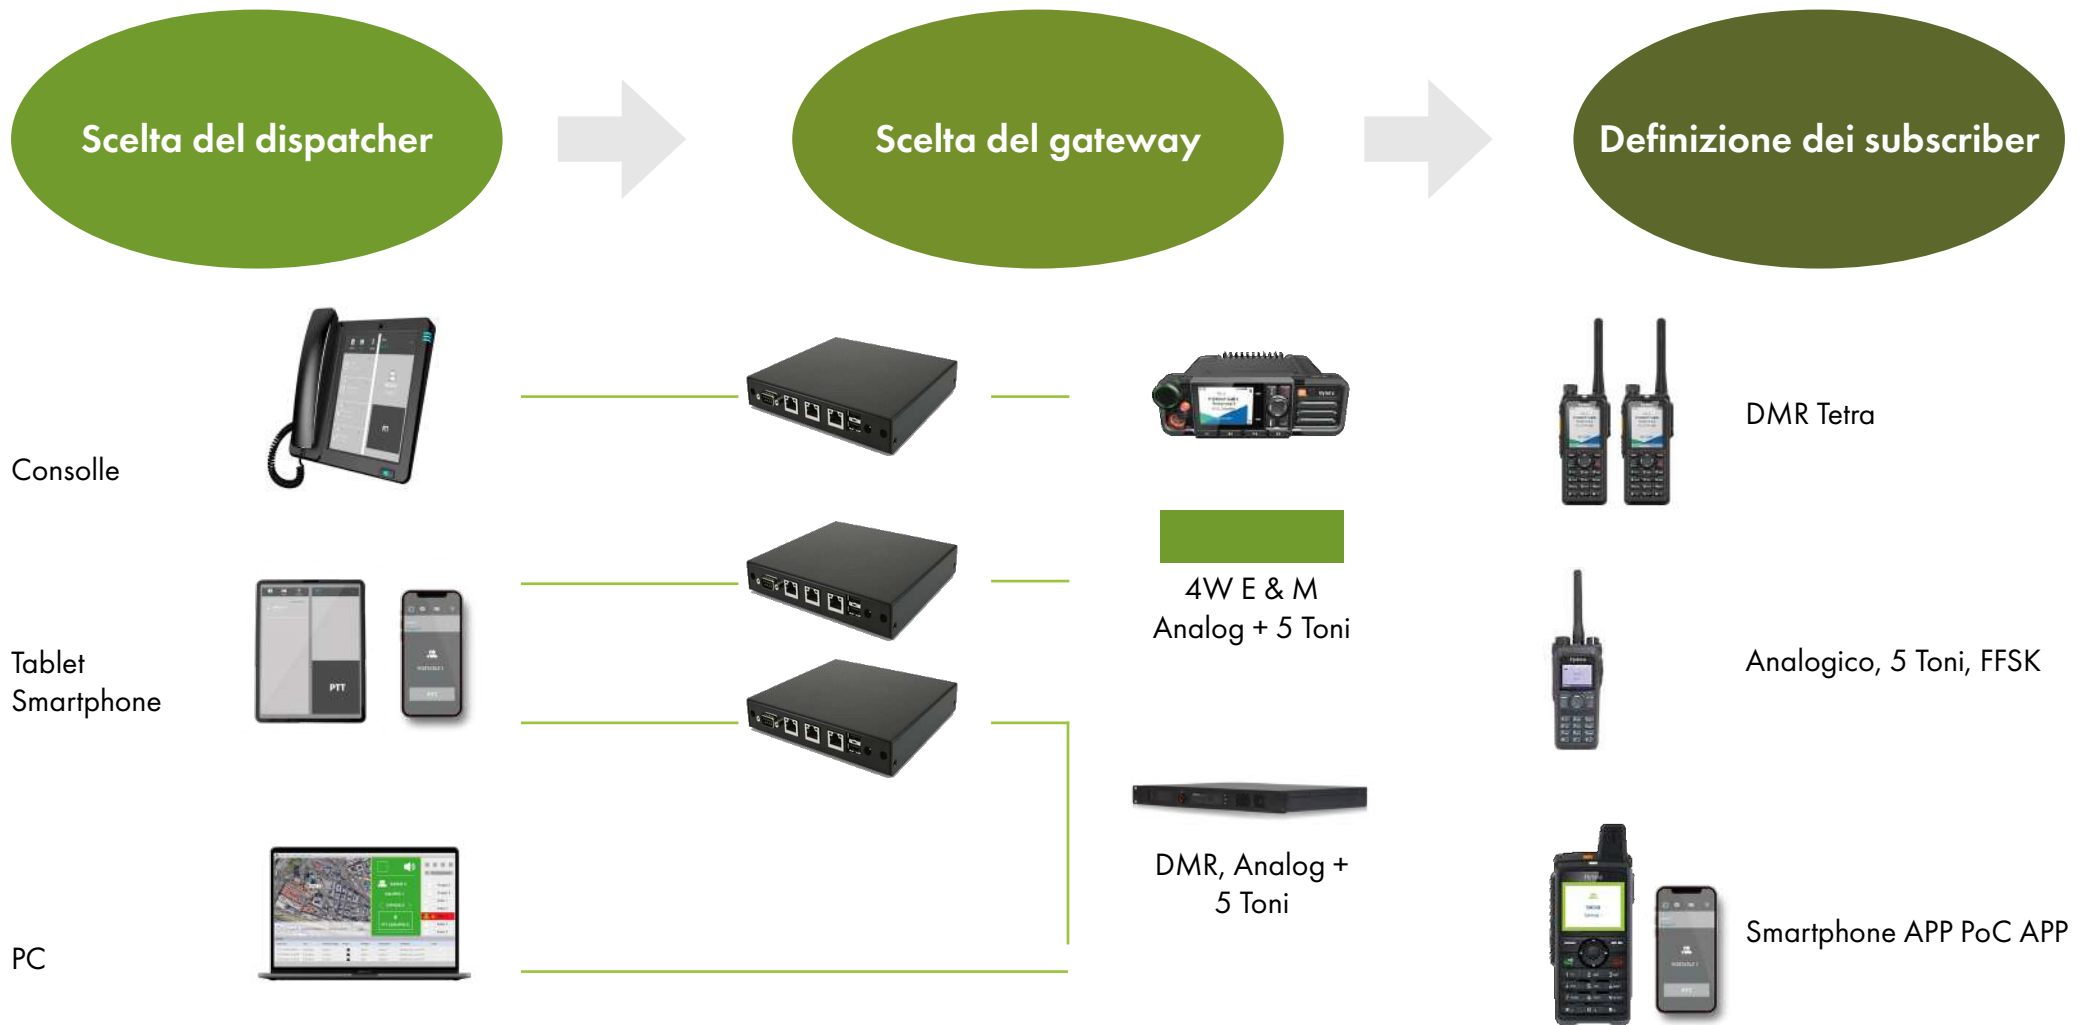 Scelta del dispatcher
Scelta del gateway
Definizione dei subscriber
Consolle
DMR Tetra
4W E & M
Analog + 5 Toni
Tablet
Smartphone
PTT
Analogico, 5 Toni, FFSK
DMR, Analog +
5 Toni
PC
Smartphone APP PoC APP